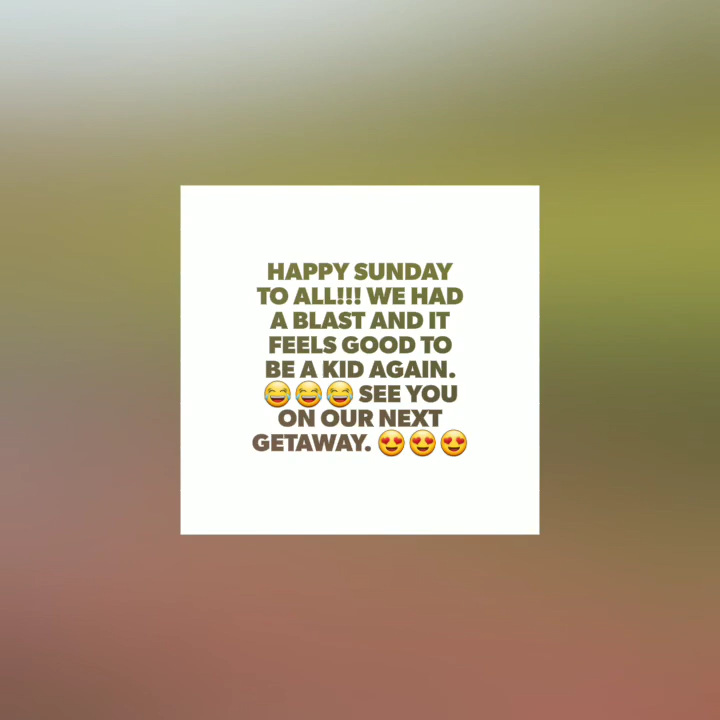 HAPPY SUNDAY
TO ALL!!! WE HAD
A BLAST AND IT
FEELS GOOD TO
BE A KID AGAIN.
😂😂😂 SEE YOU
ON OUR NEXT
GETAWAY. 😍😍😍